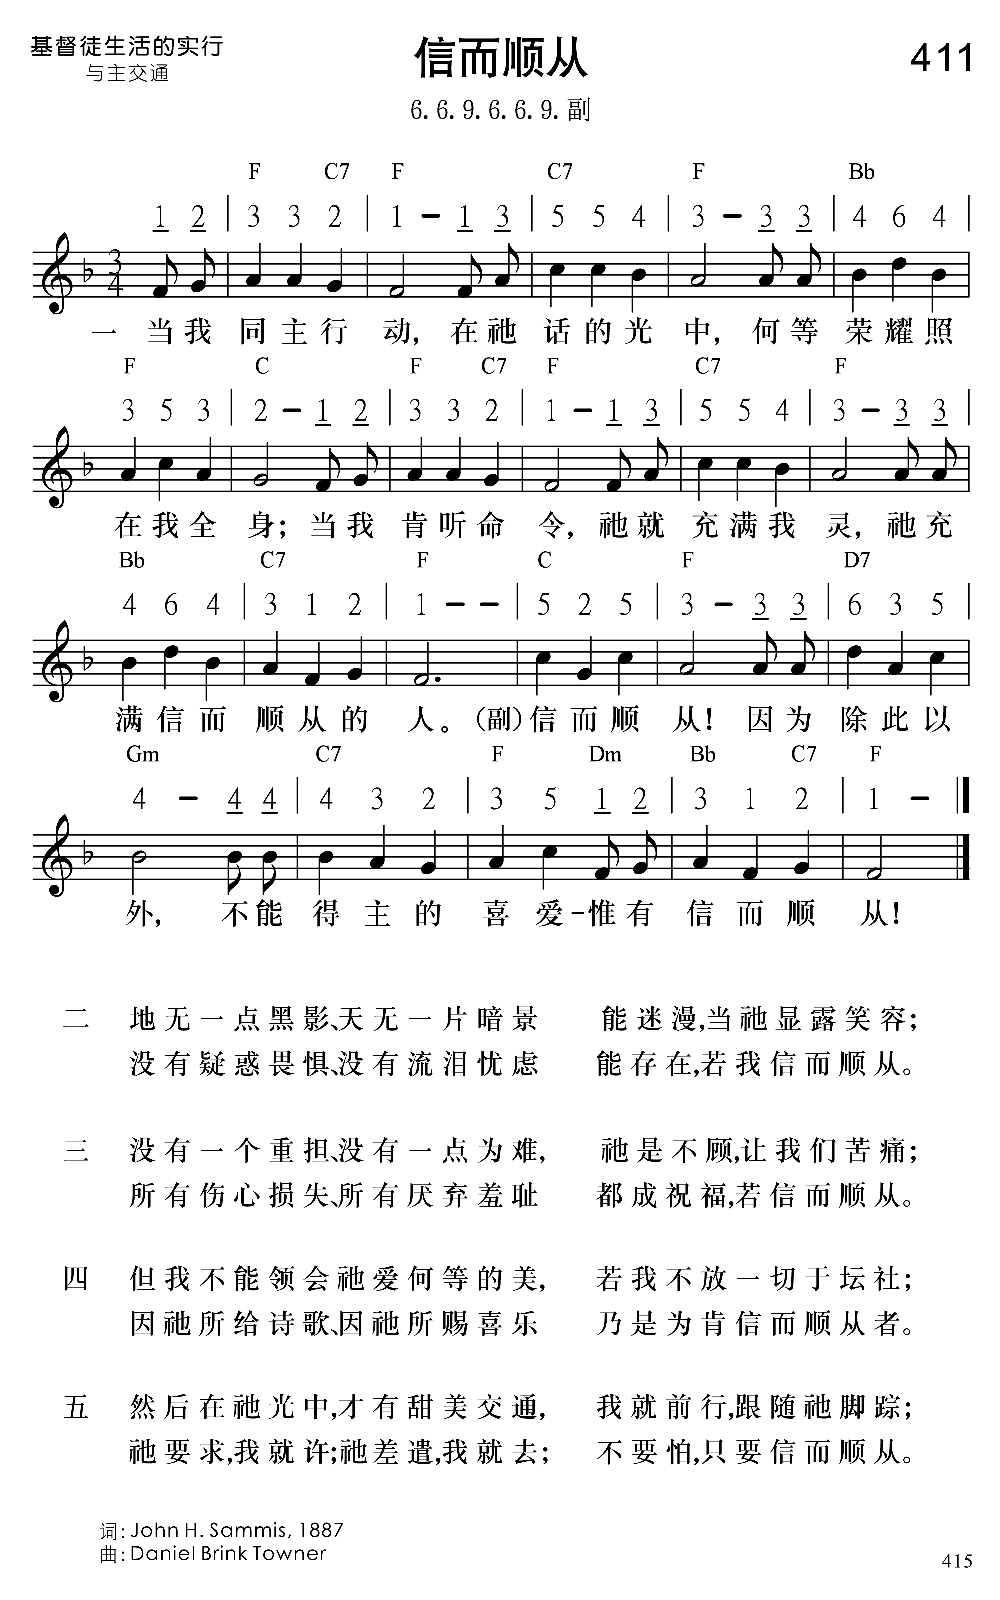 基督徒生活的实行
与主交通
信而顺从
411
6.6.9.6.6.9.副
F C7 F C7 F Bb
1 2 | 3 3 2 | 1 - 1 3 | 5 5 4 | 3 - 3 3 | 4 6 4 |
3/4
一 当我 同主行 动, 在祂 话的光 中, 何等 荣耀照
F C F C7 F C7 F
3 5 3 | 2 - 1 2 | 3 3 2 | 1 - 1 3 | 5 5 4 | 3 - 3 3 |
在我全 身; 当我 肯听命 令, 祂就 充满我 灵, 祂充
Bb C7 F C F D7
4 6 4 | 3 1 2 | 1 - - | 5 2 5 | 3 - 3 3 | 6 3 5 |
满信而 顺从的 人。(副)信而顺 从! 因为 除此以
Gm C7 F Dm Bb C7 F
4 - 4 4 | 4 3 2 | 3 5 1 2 | 3 1 2 | 1 -
外, 不能 得主的 喜爱-惟有 信而顺 从!
二 地无一点黑影、天无一片暗景 能迷漫,当祂显露笑容;
没有疑惑畏惧、没有流泪忧虑 能存在,若我信而顺从。
三 没有一个重担、没有一点为难, 祂是不顾,让我们苦痛;
所有伤心损失、所有厌弃羞耻 都成祝福,若信而顺从。
四 但我不能领会祂爱何等的美, 若我不放一切于坛社;
因祂所给诗歌、因祂所赐喜乐 乃是为肯信而顺从者。
五 然后在祂光中,才有甜美交通, 我就前行,跟随祂脚踪;
祂要求,我就许;祂差遣,我就去; 不要怕,只要信而顺从。
词: John H. Sammis, 1887
曲: Daniel Brink Towner
415